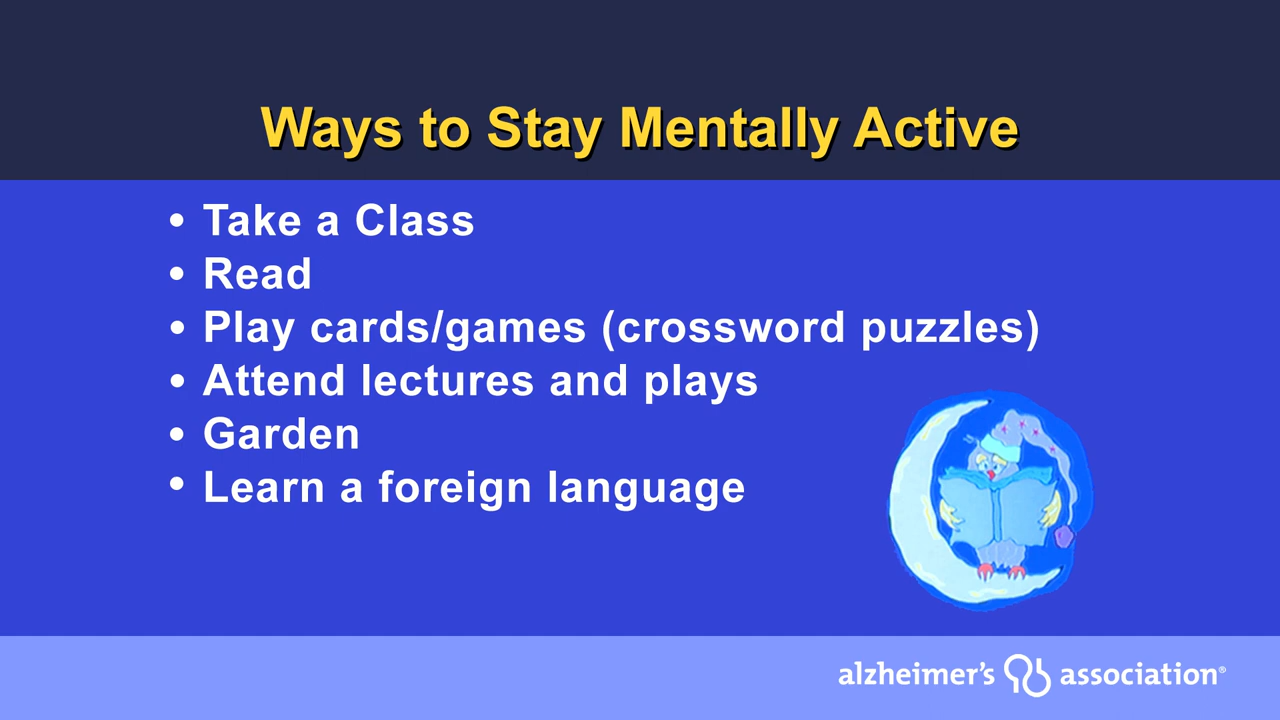 Ways to Stay Mentally Active
• Take a Class
• Read
• Play cards/games (crossword puzzles)
• Attend lectures and plays
• Garden
• Learn a foreign language
alzheimer's association®